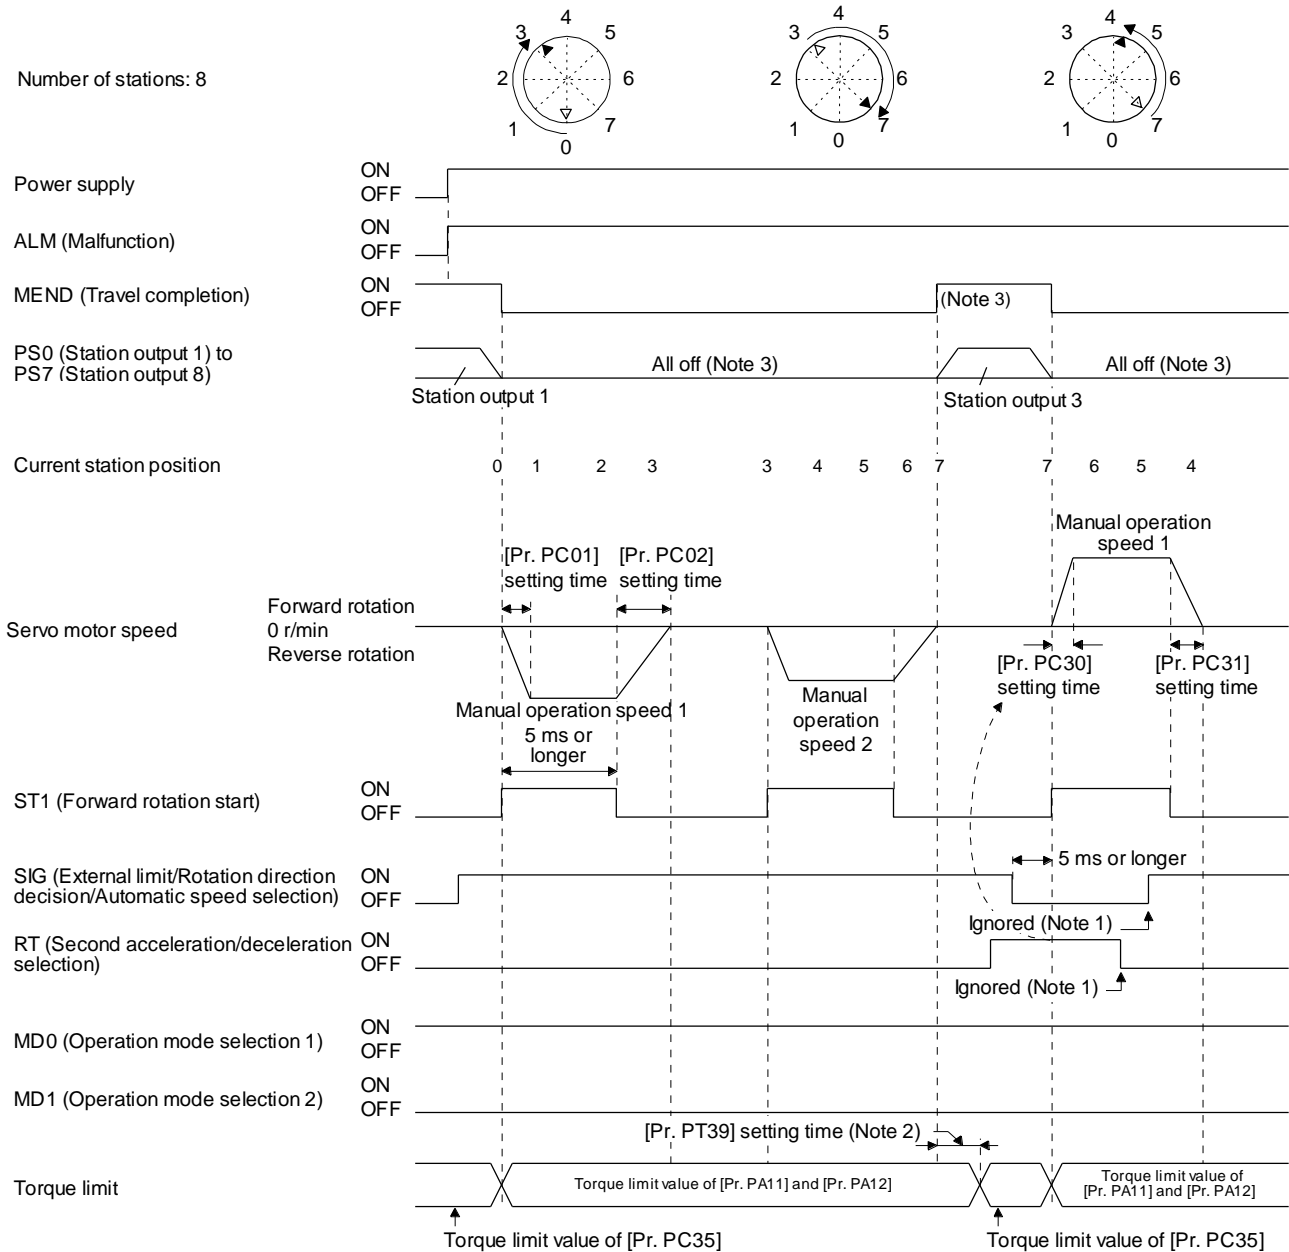 4
3 5
2 6
1 7
0
4
3 5
2 6
1 7
0
4
3 5
2 6
1 7
0
Number of stations: 8
Power supply
ON
OFF
ALM (Malfunction)
ON
OFF
MEND (Travel completion)
ON
OFF
(Note 3)
PS0 (Station output 1) to
PS7 (Station output 8)
All off (Note 3)
All off (Note 3)
Station output 1
Station output 3
Current station position
0 1 2 3 3 4 5 6 7 7 6 5 4
Manual operation
speed 1
[Pr. PC01]
setting time
[Pr. PC02]
setting time
Servo motor speed
Forward rotation
0 r/min
Reverse rotation
[Pr. PC30]
setting time
[Pr. PC31]
setting time
Manual operation speed 1
Manual
operation
speed 2
5 ms or
longer
ST1 (Forward rotation start)
ON
OFF
5 ms or longer
SIG (External limit/Rotation direction
decision/Automatic speed selection)
ON
OFF
Ignored (Note 1)
RT (Second acceleration/deceleration
selection)
ON
OFF
Ignored (Note 1)
MD0 (Operation mode selection 1)
ON
OFF
MD1 (Operation mode selection 2)
ON
OFF
[Pr. PT39] setting time (Note 2)
Torque limit
Torque limit value of [Pr. PA11] and [Pr. PA12]
Torque limit value of
[Pr. PA11] and [Pr. PA12]
Torque limit value of [Pr. PC35]
Torque limit value of [Pr. PC35]